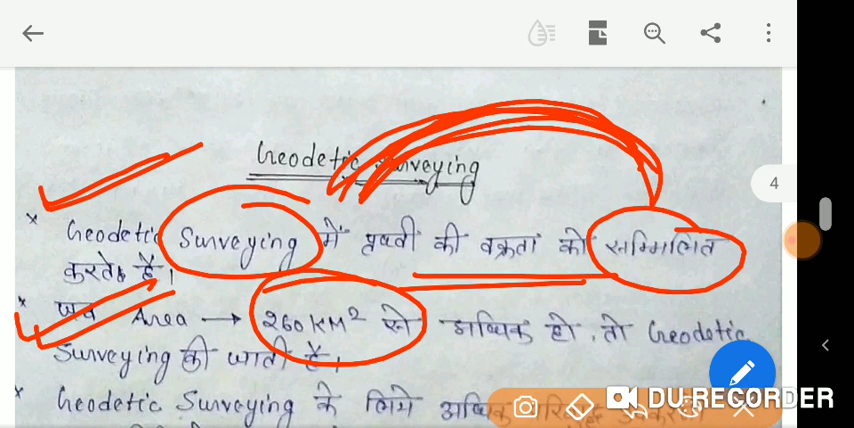 4
Geodetic Surveying
* Geodetic Surveying में पृथ्वी की वक्रता को सम्मिलित
करते है।
* जब Area → 260 KM² से अधिक हो, तो Geodetic
Surveying की जाती है।
* Geodetic Surveying के लिये अधिक
DU RECORDER